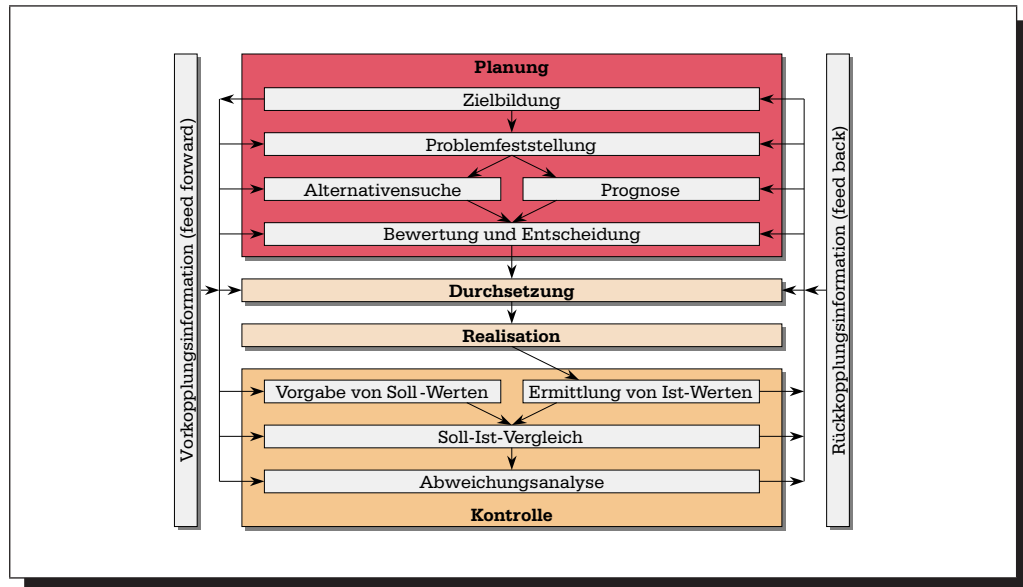 Planung
Zielbildung
Problemfeststellung
Alternativensuche
Prognose
Bewertung und Entscheidung
Durchsetzung
Realisation
Vorgabe von Soll-Werten
Ermittlung von Ist-Werten
Soll-Ist-Vergleich
Abweichungsanalyse
Kontrolle
Vorkopplungsinformation (feed forward)
Rückkopplungsinformation (feed back)